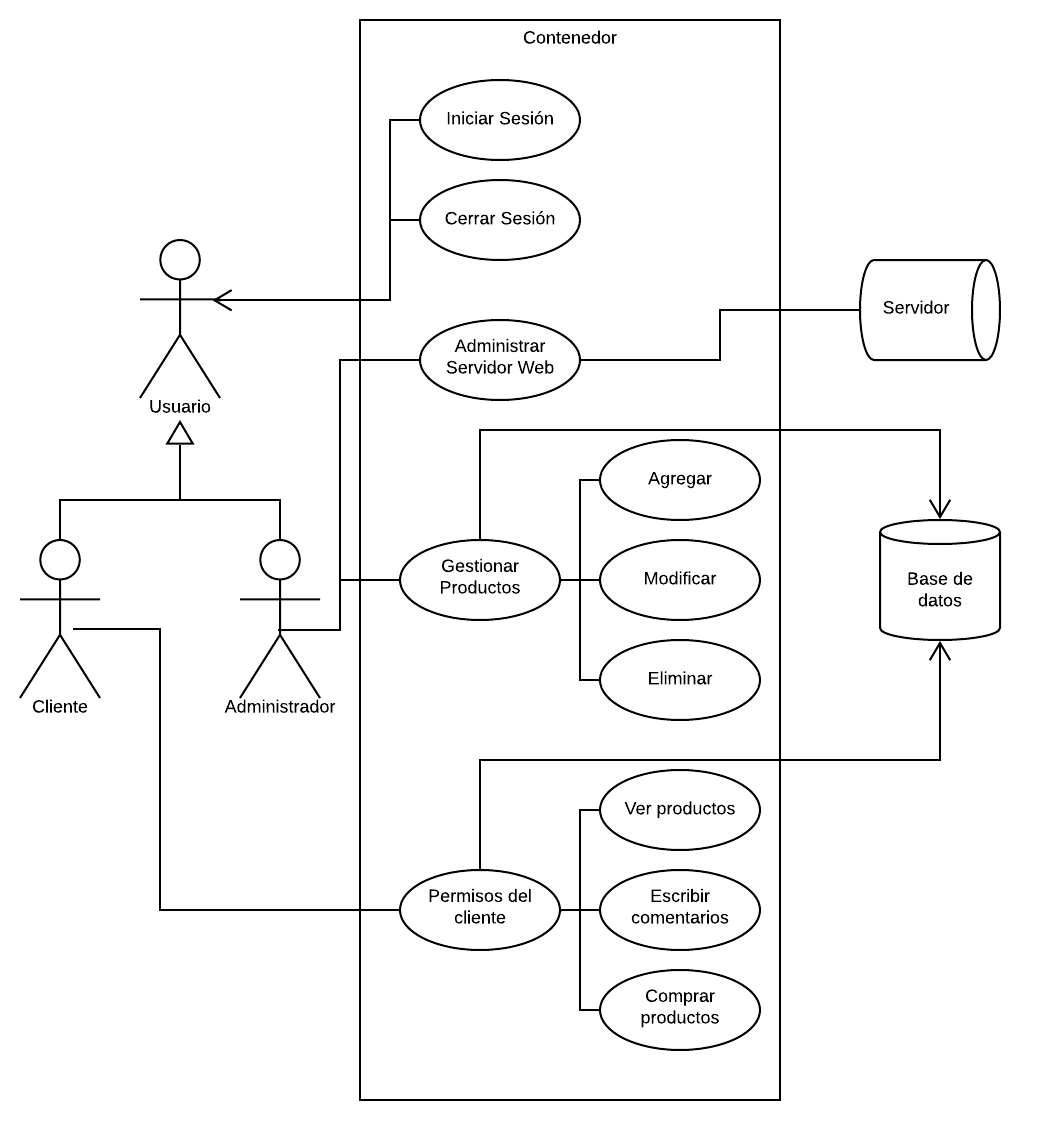 Contenedor
Iniciar Sesión
Cerrar Sesión
Usuario
Administrar
Servidor Web
Servidor
Agregar
Gestionar
Productos
Modificar
Base de
datos
Eliminar
Cliente
Administrador
Ver productos
Permisos del
cliente
Escribir
comentarios
Comprar
productos